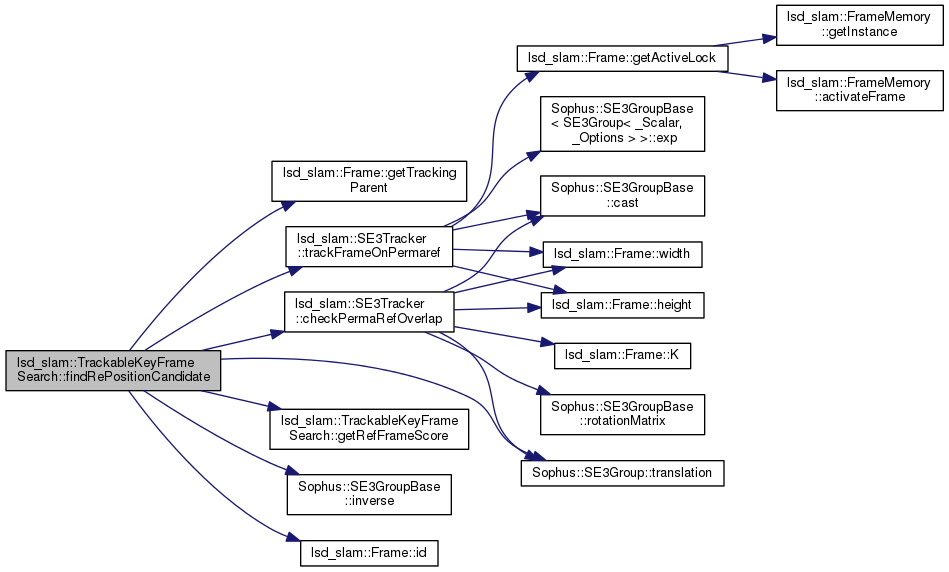 lsd_slam::TrackableKeyFrame
Search::findRePositionCandidate
lsd_slam::Frame::getTracking
Parent
lsd_slam::SE3Tracker
::trackFrameOnPermaref
lsd_slam::SE3Tracker
::checkPermaRefOverlap
lsd_slam::TrackableKeyFrame
Search::getRefFrameScore
Sophus::SE3GroupBase
::inverse
lsd_slam::Frame::id
lsd_slam::Frame::getActiveLock
Sophus::SE3GroupBase
< SE3Group< _Scalar,
_Options > >::exp
Sophus::SE3GroupBase
::cast
lsd_slam::Frame::width
lsd_slam::Frame::height
lsd_slam::Frame::K
Sophus::SE3GroupBase
::rotationMatrix
Sophus::SE3Group::translation
lsd_slam::FrameMemory
::getInstance
lsd_slam::FrameMemory
::activateFrame